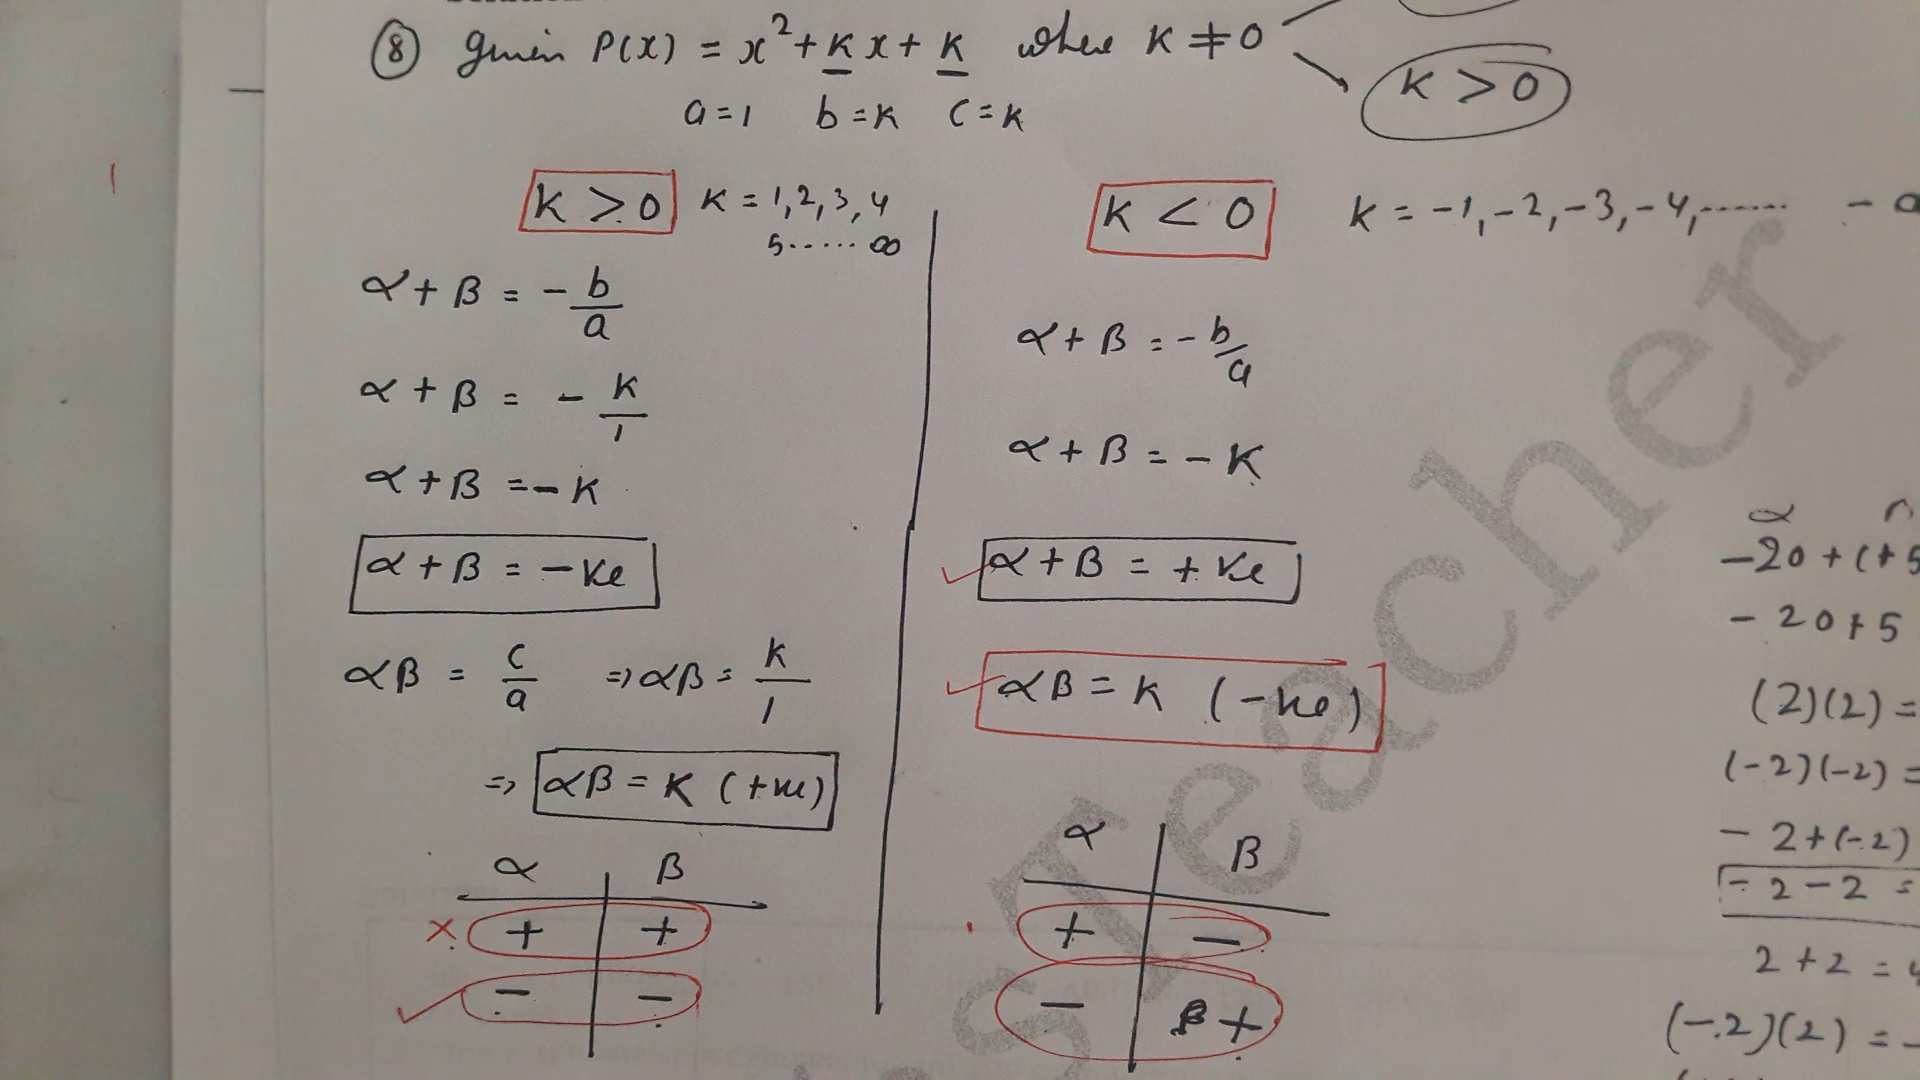 ⑧ Given P(x) = x² + kx + k where k ≠ 0
k > 0
a = 1 b = k c = k
k > 0 k = 1, 2, 3, 4
5...... ∞
α + β = - b/a
α + β = - k/1
α + β = - k
α + β = - ve
αβ = c/a ⇒ αβ = k/1
⇒ αβ = k (+ve)
α β
× + +
✓ - -
k < 0 k = -1, -2, -3, -4, ......
α + β = - b/a
α + β = - k
✓ α + β = + ve
✓ αβ = k (-ve)
α β
+ -
- β +
α
-20 + (+5
- 20 + 5
(2)(2) =
(-2)(-2) =
- 2 + (-2)
- 2 - 2 =
2 + 2 = 4
(-2)(2) = -
Teacher